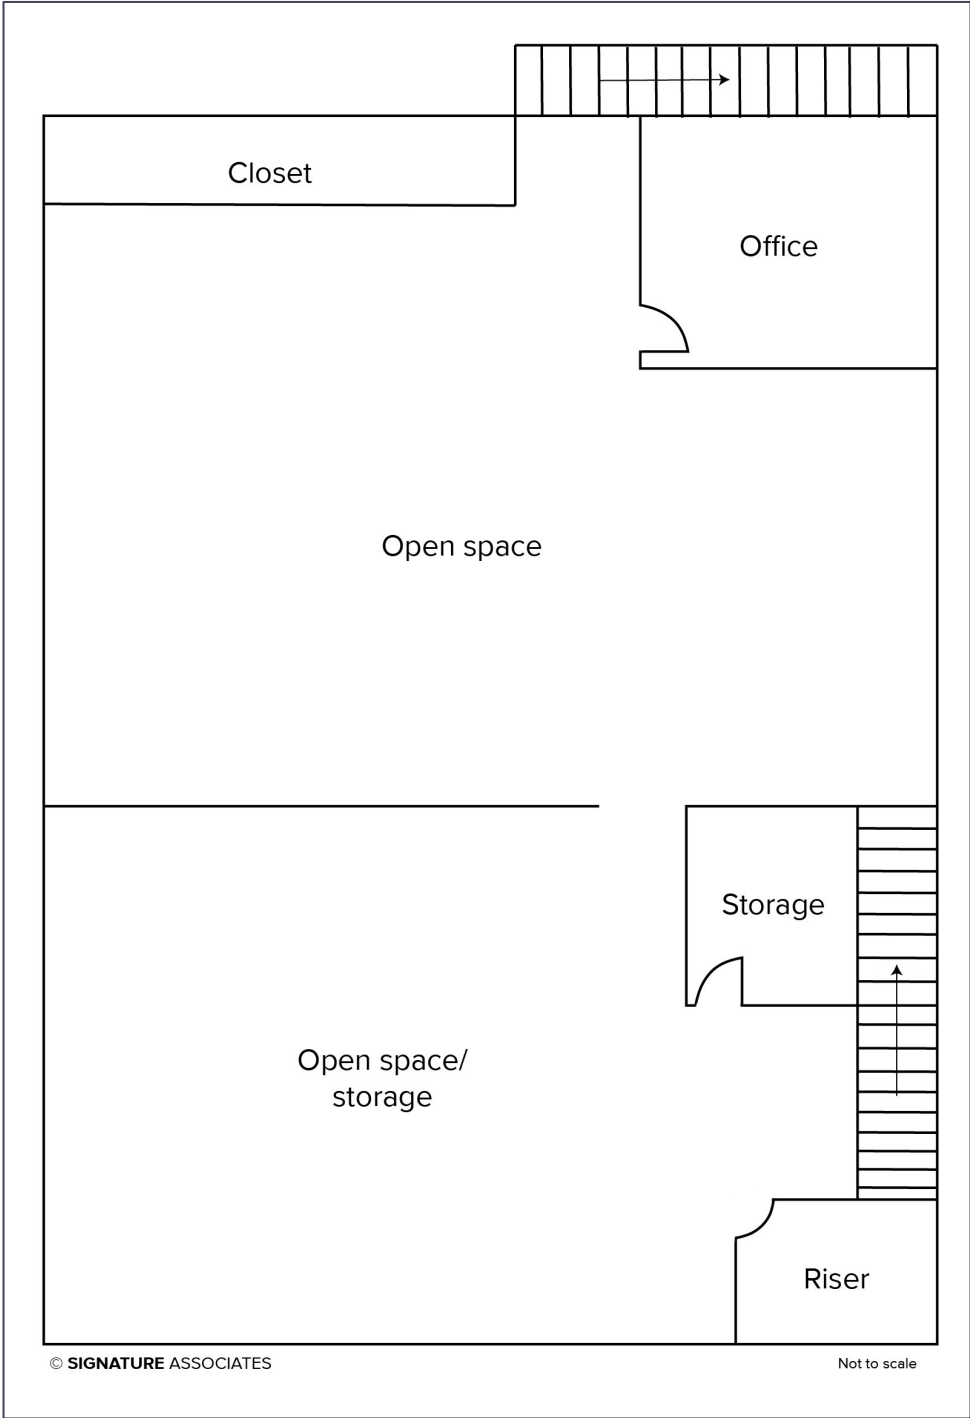 Closet
Office
Open space
Storage
Open space/
storage
Riser
© SIGNATURE ASSOCIATES
Not to scale